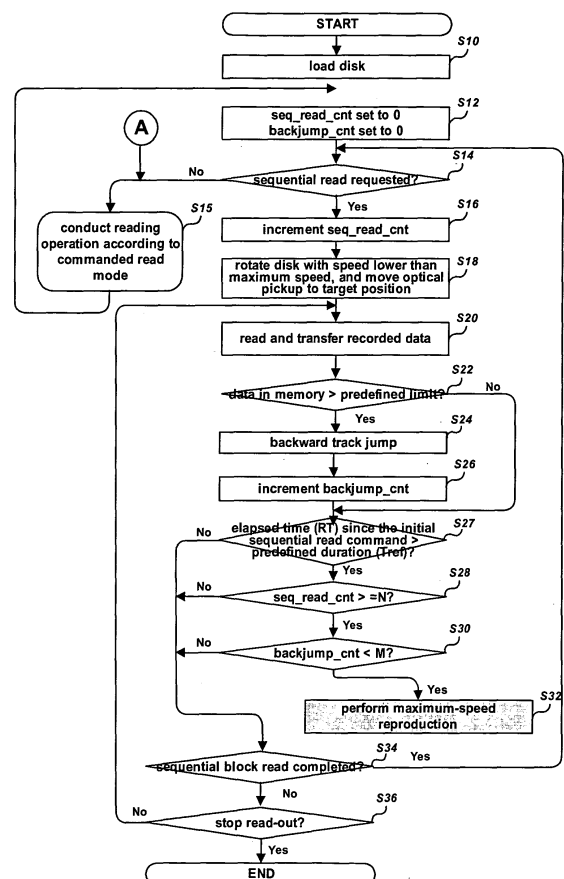 START
S10
load disk
S12
seq_read_cnt set to 0
backjump_cnt set to 0
A
S14
No
sequential read requested?
Yes
S15
conduct reading
operation according to
commanded read
mode
S16
increment seq_read_cnt
S18
rotate disk with speed lower than
maximum speed, and move optical
pickup to target position
S20
read and transfer recorded data
S22
data in memory > predefined limit?
No
Yes
S24
backward track jump
S26
increment backjump_cnt
S27
No
elapsed time (RT) since the initial
sequential read command >
predefined duration (Tref)?
Yes
S28
No
seq_read_cnt > =N?
Yes
S30
No
backjump_cnt < M?
Yes
S32
perform maximum-speed
reproduction
S34
sequential block read completed?
Yes
No
S36
No
stop read-out?
Yes
END